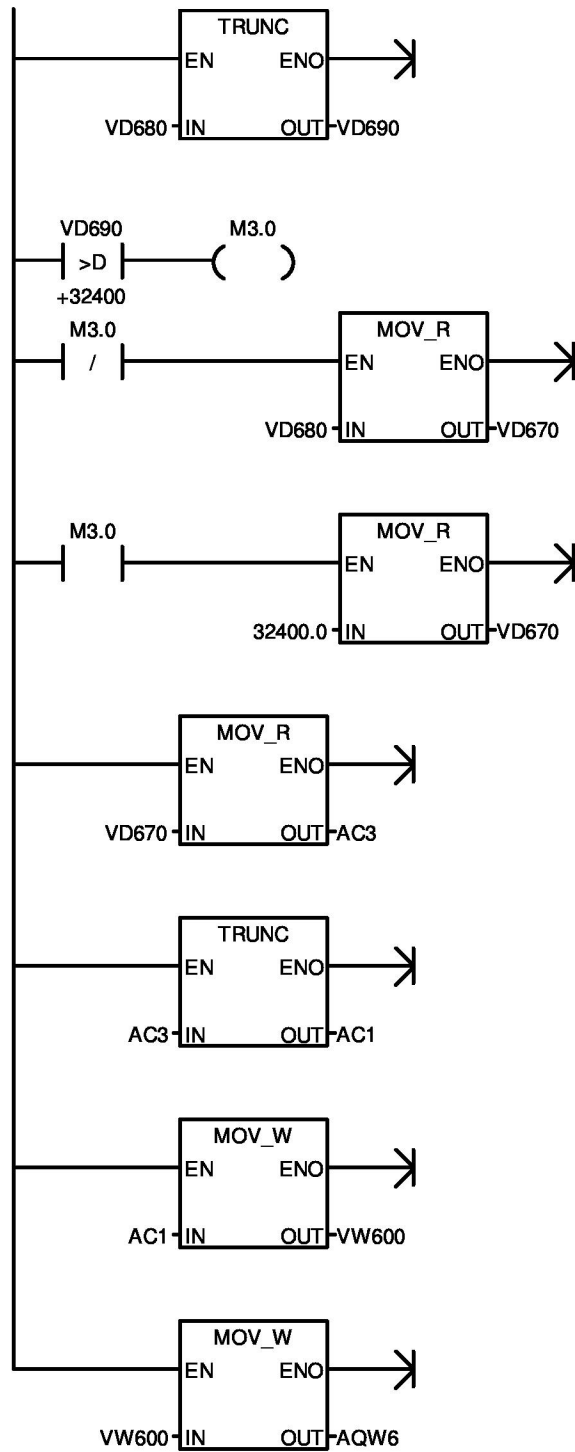 TRUNC
EN ENO
VD680 IN OUT VD690
VD690 M3.0
>D
+32400
M3.0 MOV_R
/ EN ENO
VD680 IN OUT VD670
M3.0 MOV_R
EN ENO
32400.0 IN OUT VD670
MOV_R
EN ENO
VD670 IN OUT AC3
TRUNC
EN ENO
AC3 IN OUT AC1
MOV_W
EN ENO
AC1 IN OUT VW600
MOV_W
EN ENO
VW600 IN OUT AQW6